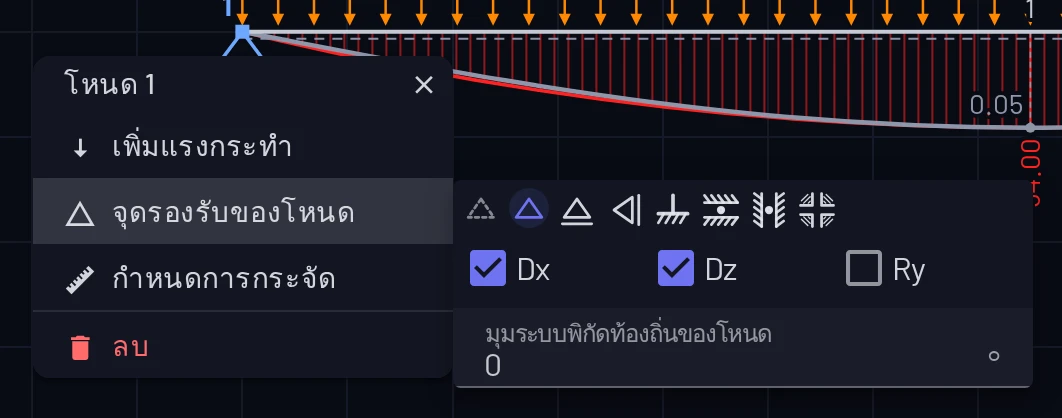 1
1
0.05
โหนด 1
เพิ่มแรงกระทำ
จุดรองรับของโหนด
กำหนดการกระจัด
ลบ
Dx
Dz
Ry
มุมระบบพิกัดท้องถิ่นของโหนด
0
°